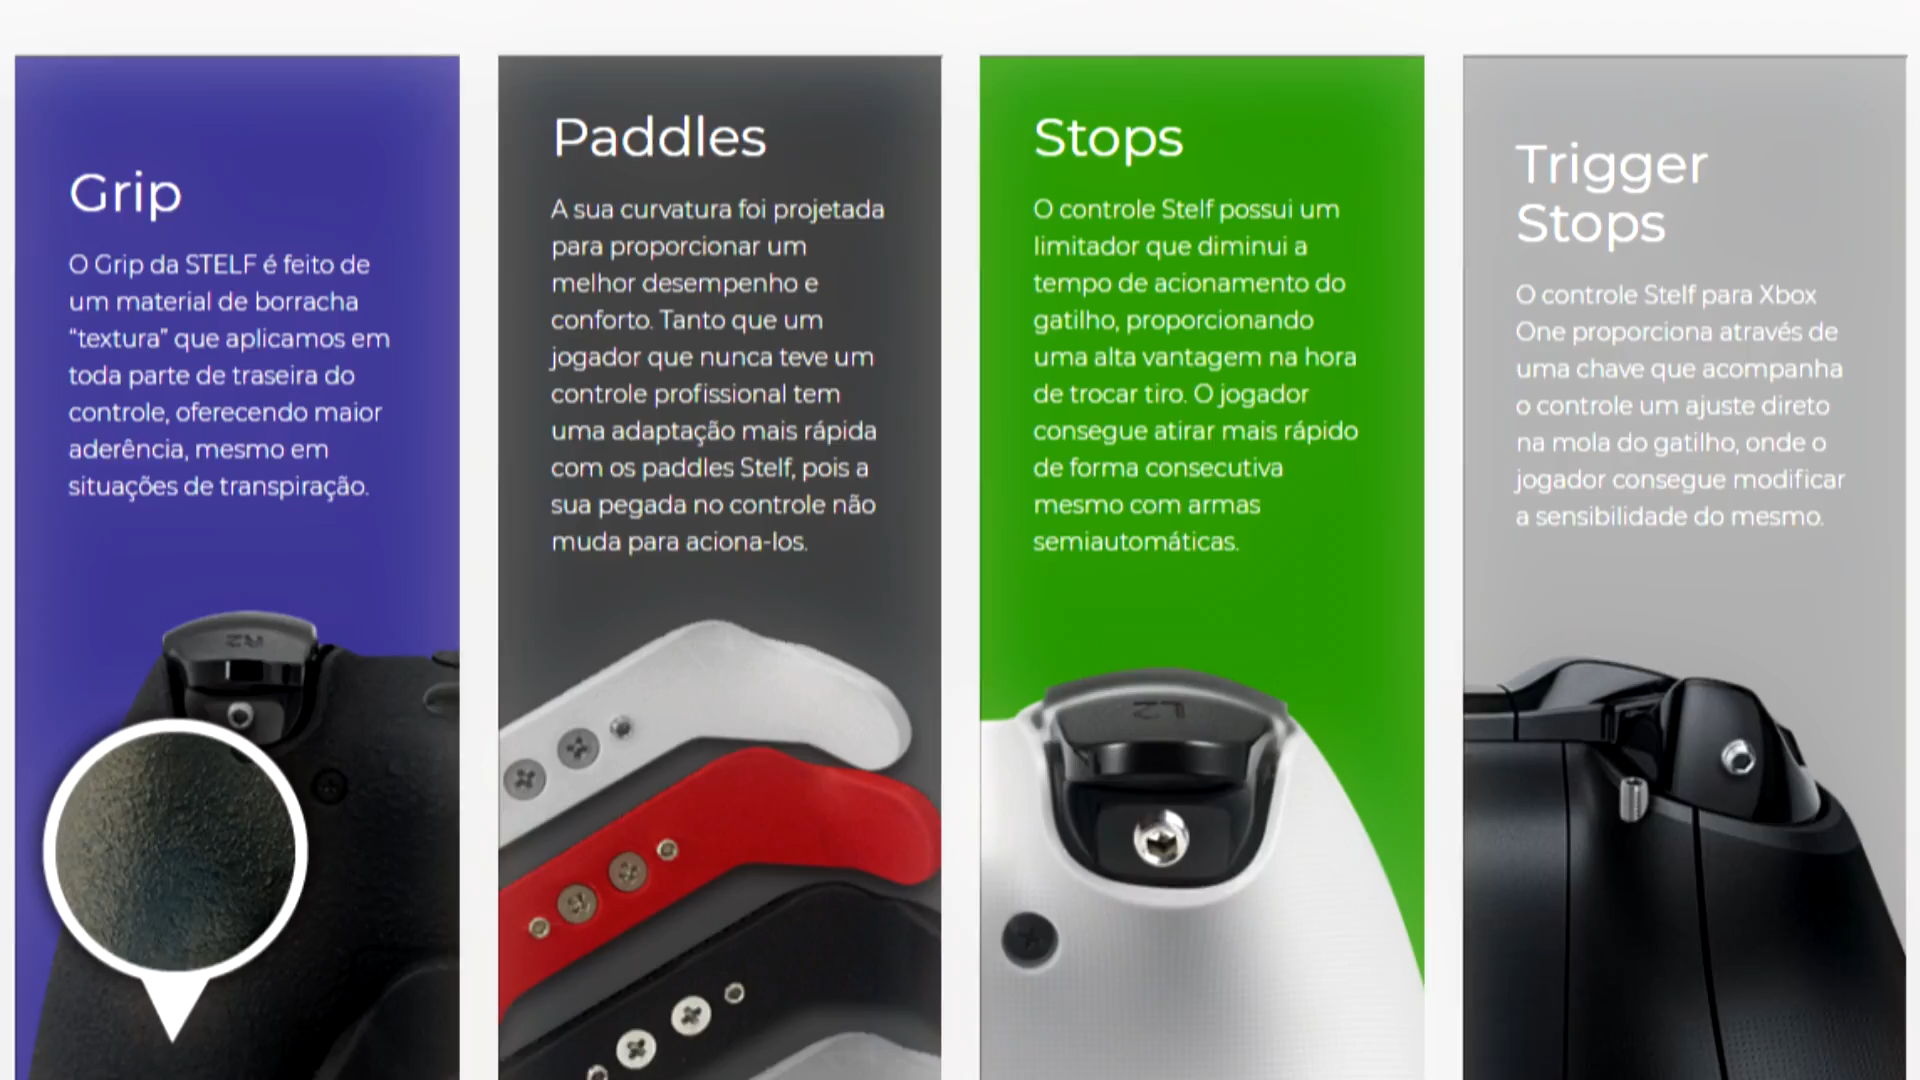 Grip
O Grip da STELF é feito de
um material de borracha
“textura” que aplicamos em
toda parte de traseira do
controle, oferecendo maior
aderência, mesmo em
situações de transpiração.
R2
Paddles
A sua curvatura foi projetada
para proporcionar um
melhor desempenho e
conforto. Tanto que um
jogador que nunca teve um
controle profissional tem
uma adaptação mais rápida
com os paddles Stelf, pois a
sua pegada no controle não
muda para aciona-los.
Stops
O controle Stelf possui um
limitador que diminui a
tempo de acionamento do
gatilho, proporcionando
uma alta vantagem na hora
de trocar tiro. O jogador
consegue atirar mais rápido
de forma consecutiva
mesmo com armas
semiautomáticas.
L2
Trigger
Stops
O controle Stelf para Xbox
One proporciona através de
uma chave que acompanha
o controle um ajuste direto
na mola do gatilho, onde o
jogador consegue modificar
a sensibilidade do mesmo.